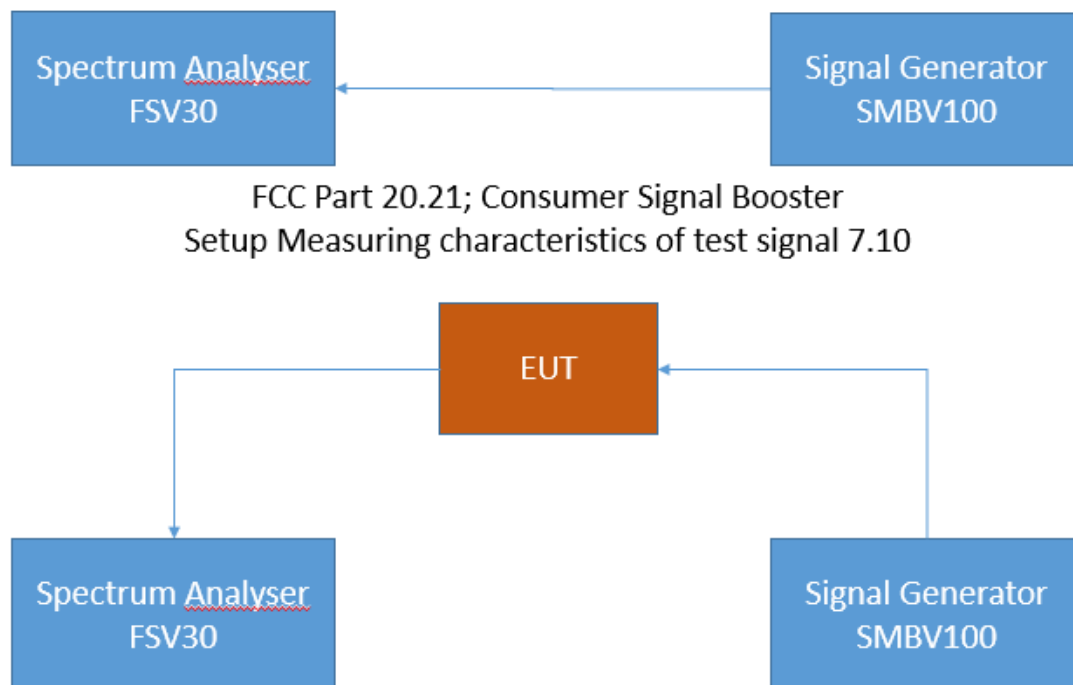 Spectrum Analyser
FSV30
Signal Generator
SMBV100
FCC Part 20.21; Consumer Signal Booster
Setup Measuring characteristics of test signal 7.10
EUT
Spectrum Analyser
FSV30
Signal Generator
SMBV100